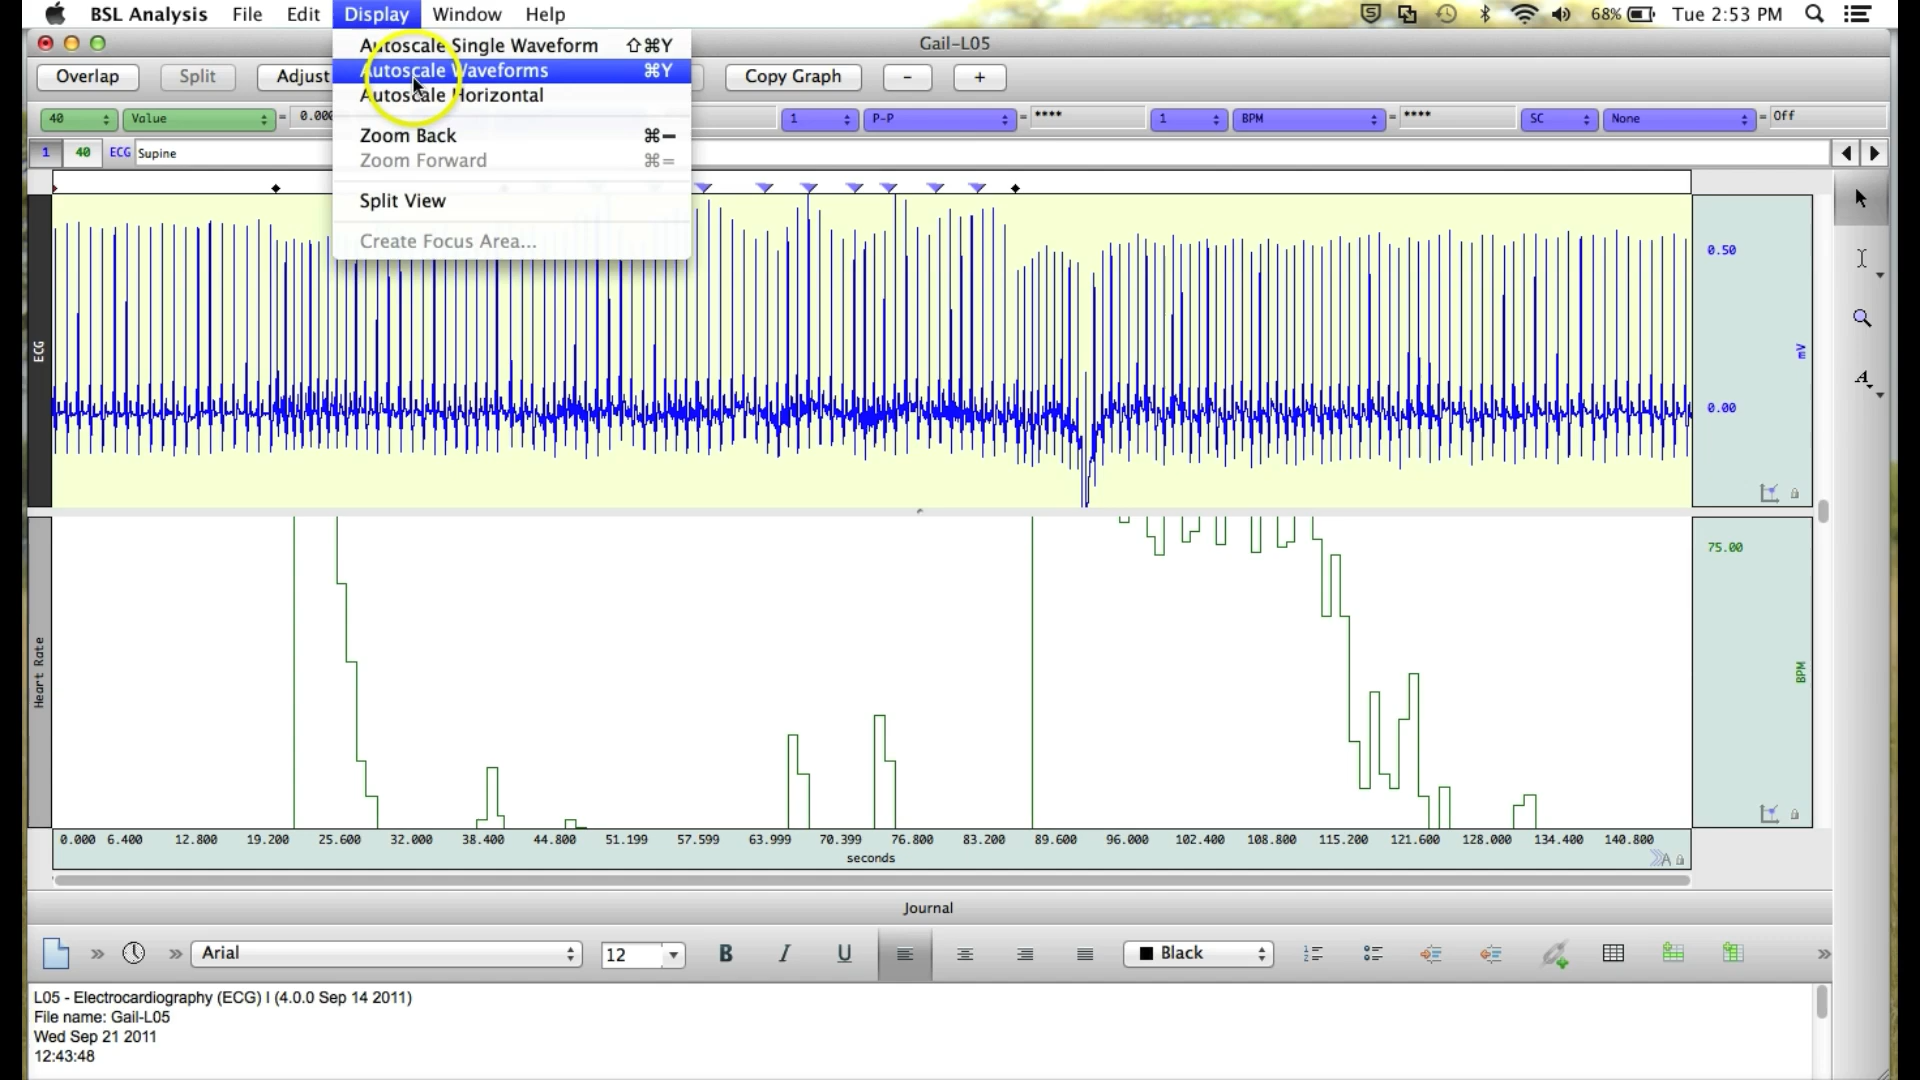 BSL Analysis File Edit Display Window Help 68% Tue 2:53 PM
Gail-L05
Overlap Split Adjust Copy Graph - +
Autoscale Single Waveform ⇧⌘Y
Autoscale Waveforms ⌘Y
Autoscale Horizontal
Zoom Back ⌘−
Zoom Forward ⌘=
Split View
Create Focus Area...
40 Value = 0.000 1 P-P = **** 1 BPM = **** SC None = Off
1 40 ECG Supine
ECG
0.50
0.00
mV
Heart Rate
75.00
BPM
0.000 6.400 12.800 19.200 25.600 32.000 38.400 44.800 51.199 57.599 63.999 70.399 76.800 83.200 89.600 96.000 102.400 108.800 115.200 121.600 128.000 134.400 140.800
seconds
Journal
Arial 12 B I U Black
L05 - Electrocardiography (ECG) I (4.0.0 Sep 14 2011)
File name: Gail-L05
Wed Sep 21 2011
12:43:48